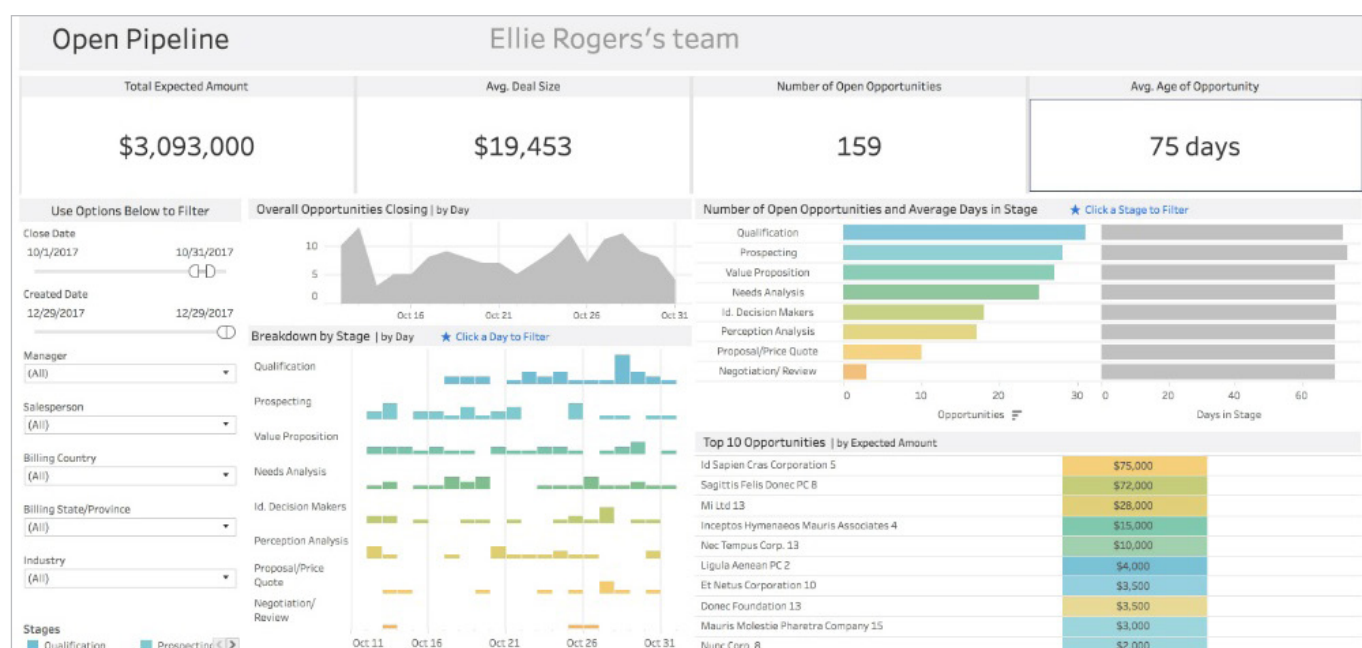 Open Pipeline
Ellie Rogers's team
Total Expected Amount
Avg. Deal Size
Number of Open Opportunities
Avg. Age of Opportunity
$3,093,000
$19,453
159
75 days
Use Options Below to Filter
Close Date
10/1/2017 10/31/2017
Created Date
12/29/2017 12/29/2017
Manager
(All)
Salesperson
(All)
Billing Country
(All)
Billing State/Province
(All)
Industry
(All)
Stages
Qualification Prospecting
Overall Opportunities Closing | by Day
10
5
0
Oct 16 Oct 21 Oct 26 Oct 31
Breakdown by Stage | by Day ★ Click a Day to Filter
Qualification
Prospecting
Value Proposition
Needs Analysis
Id. Decision Makers
Perception Analysis
Proposal/Price
Quote
Negotiation/
Review
Oct 11 Oct 16 Oct 21 Oct 26 Oct 31
Number of Open Opportunities and Average Days in Stage ★ Click a Stage to Filter
Qualification
Prospecting
Value Proposition
Needs Analysis
Id. Decision Makers
Perception Analysis
Proposal/Price Quote
Negotiation/ Review
0 10 20 30 0 20 40 60
Opportunities Days in Stage
Top 10 Opportunities | by Expected Amount
Id Sapien Cras Corporation 5 $75,000
Sagittis Felis Donec PC 8 $72,000
Mi Ltd 13 $28,000
Inceptos Hymenaeos Mauris Associates 4 $15,000
Nec Tempus Corp. 13 $10,000
Ligula Aenean PC 2 $4,000
Et Netus Corporation 10 $3,500
Donec Foundation 13 $3,500
Mauris Molestie Pharetra Company 15 $3,000
Nunc Corp. 8 $2,000